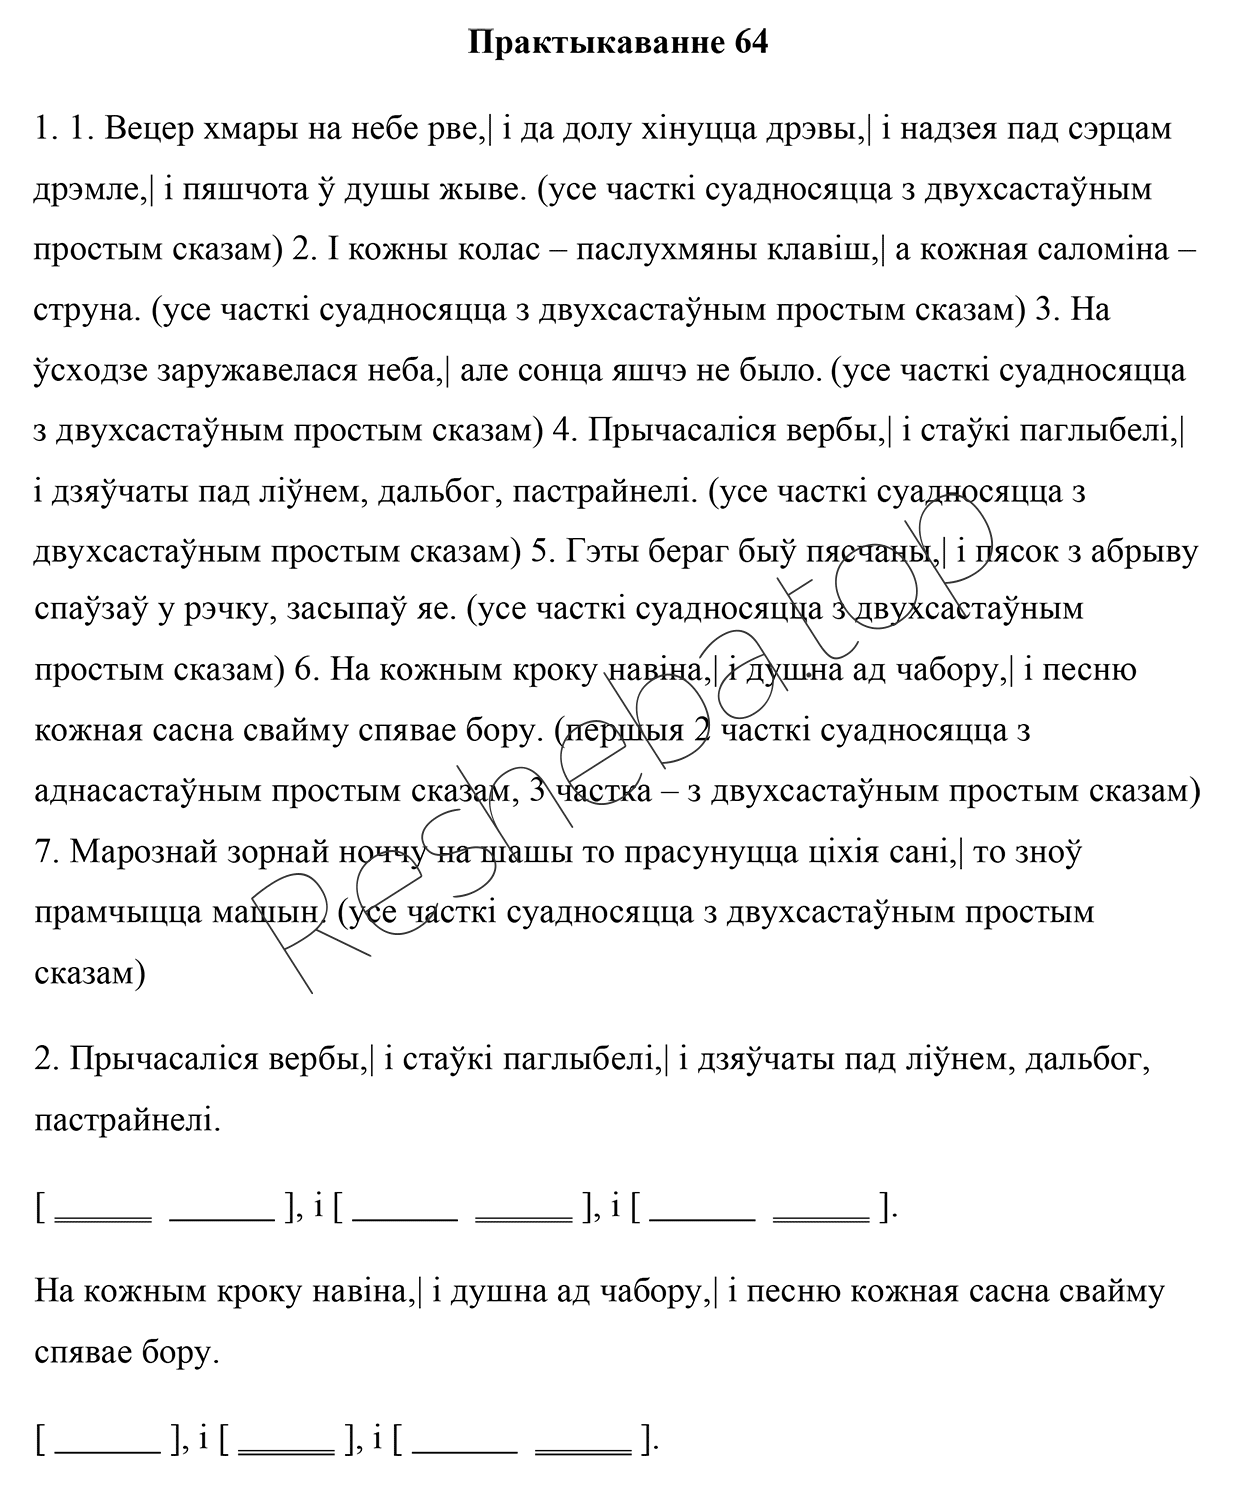 Практыкаванне 64
1. 1. Вецер хмары на небе рве,| і да долу хінуцца дрэвы,| і надзея пад сэрцам
дрэмле,| і пяшчота ў душы жыве. (усе часткі суадносяцца з двухсастаўным
простым сказам) 2. І кожны колас – паслухмяны клавіш,| а кожная саломіна –
струна. (усе часткі суадносяцца з двухсастаўным простым сказам) 3. На
ўсходзе заружавелася неба,| але сонца яшчэ не было. (усе часткі суадносяцца
з двухсастаўным простым сказам) 4. Прычасаліся вербы,| і стаўкі паглыбелі,|
і дзяўчаты пад ліўнем, дальбог, пастрайнелі. (усе часткі суадносяцца з
двухсастаўным простым сказам) 5. Гэты бераг быў пясчаны,| і пясок з абрыву
спаўзаў у рэчку, засыпаў яе. (усе часткі суадносяцца з двухсастаўным
простым сказам) 6. На кожным кроку навіна,| і душна ад чабору,| і песню
кожная сасна свайму спявае бору. (першыя 2 часткі суадносяцца з
аднасастаўным простым сказам, 3 частка – з двухсастаўным простым сказам)
7. Марознай зорнай ноччу на шашы то прасунуцца ціхія сані,| то зноў
прамчыцца машын. (усе часткі суадносяцца з двухсастаўным простым
сказам)
2. Прычасаліся вербы,| і стаўкі паглыбелі,| і дзяўчаты пад ліўнем, дальбог,
пастрайнелі.
[ ______ ______ ], і [ ______ ______ ], і [ ______ ______ ].
На кожным кроку навіна,| і душна ад чабору,| і песню кожная сасна свайму
спявае бору.
[ ______ ], і [ ______ ], і [ ______ ______ ].
Reshebatop